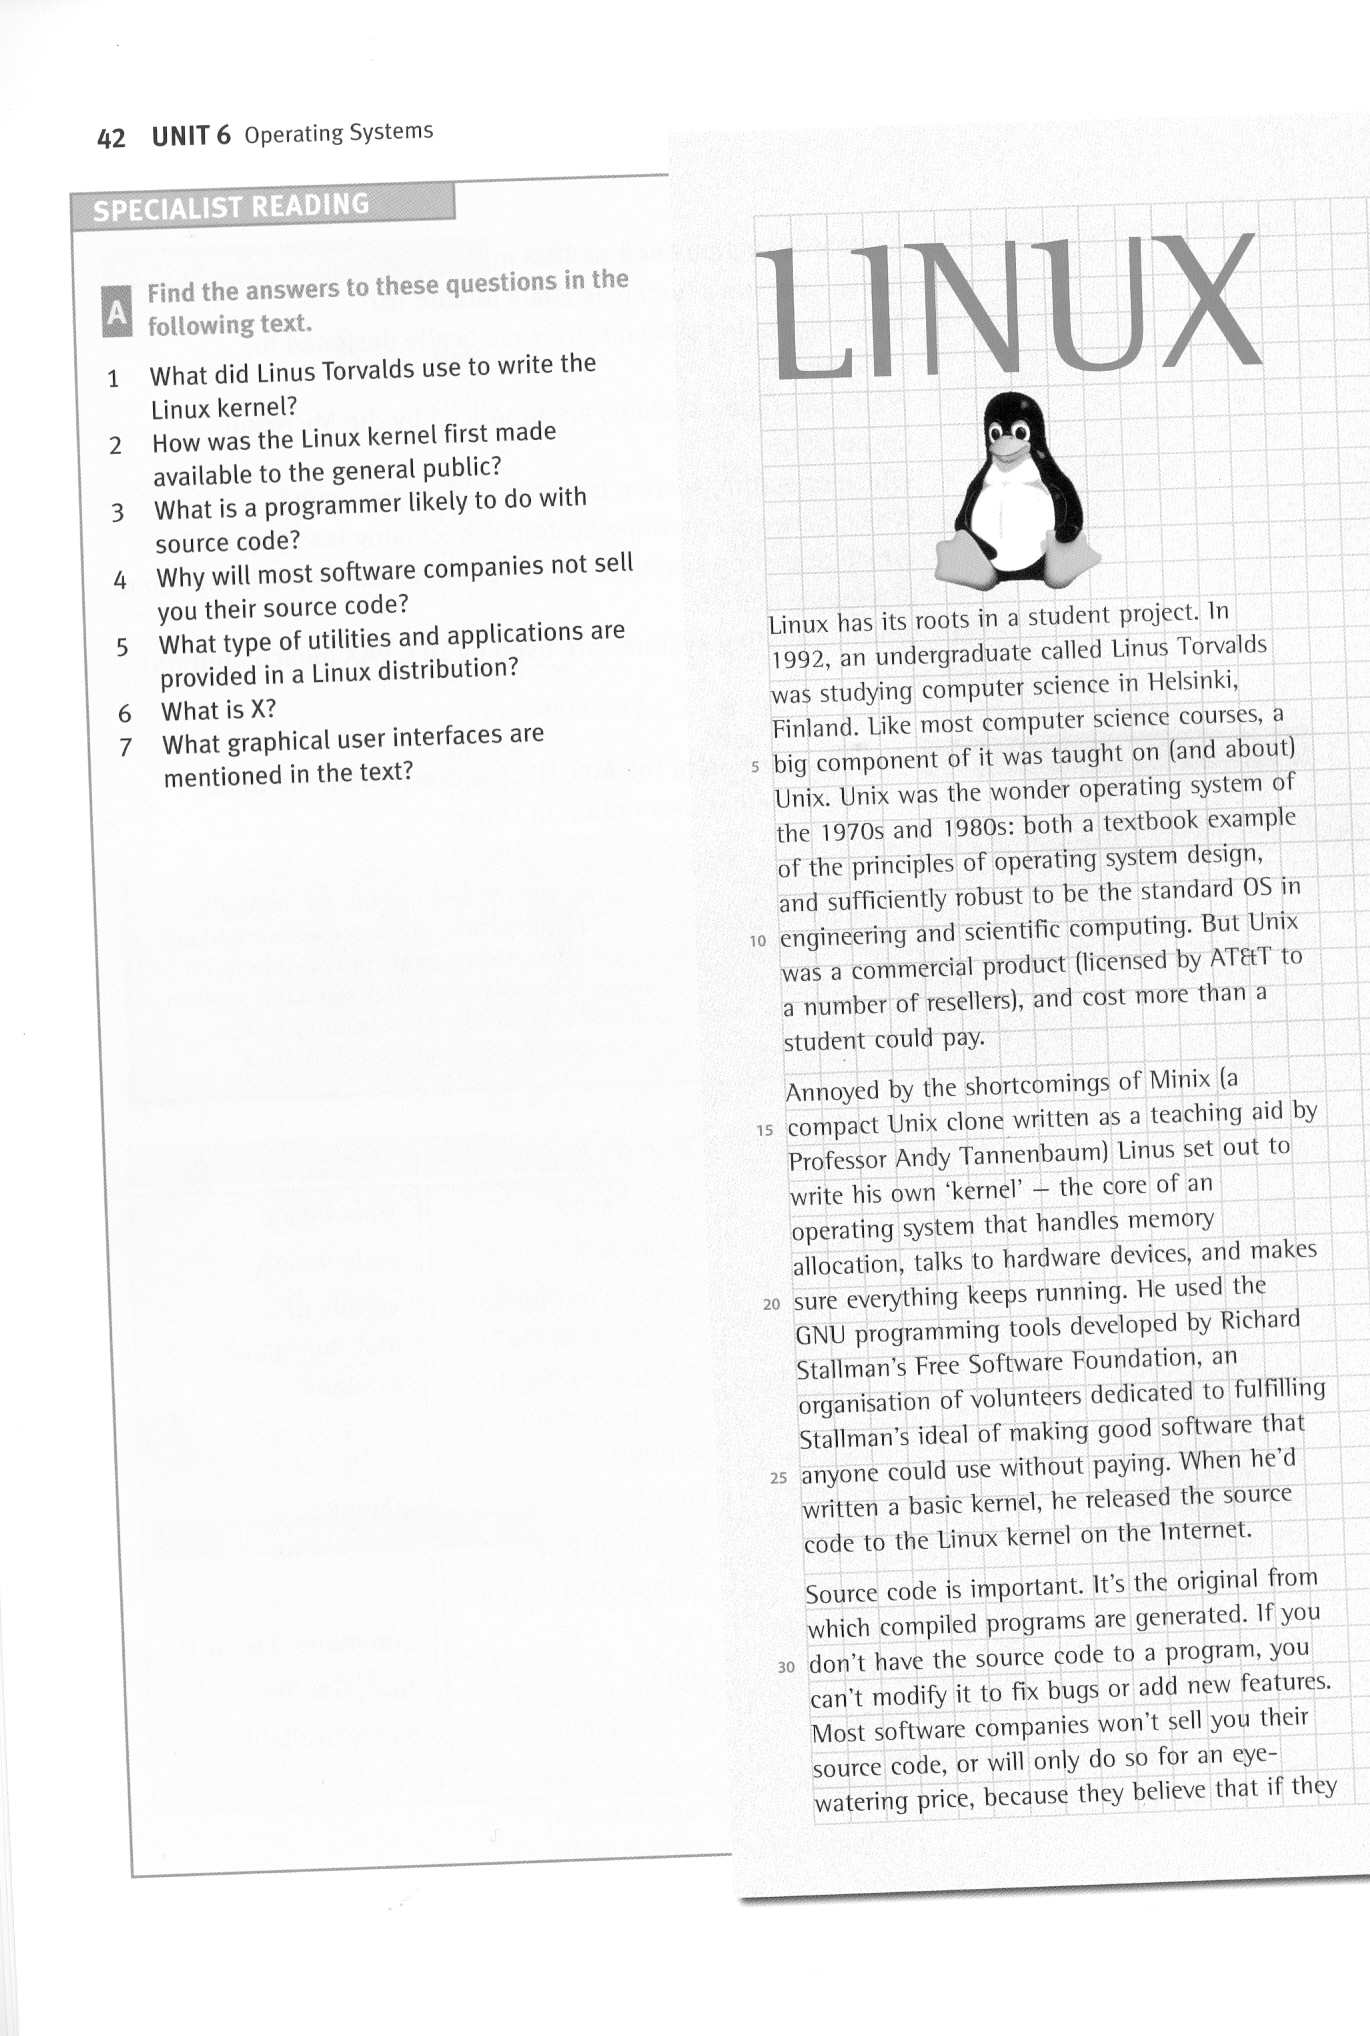 42 UNIT 6 Operating Systems
SPECIALIST READING
A Find the answers to these questions in the
following text.
1 What did Linus Torvalds use to write the
Linux kernel?
2 How was the Linux kernel first made
available to the general public?
3 What is a programmer likely to do with
source code?
4 Why will most software companies not sell
you their source code?
5 What type of utilities and applications are
provided in a Linux distribution?
6 What is X?
7 What graphical user interfaces are
mentioned in the text?
LINUX
Linux has its roots in a student project. In
1992, an undergraduate called Linus Torvalds
was studying computer science in Helsinki,
Finland. Like most computer science courses, a
5 big component of it was taught on (and about)
Unix. Unix was the wonder operating system of
the 1970s and 1980s: both a textbook example
of the principles of operating system design,
and sufficiently robust to be the standard OS in
10 engineering and scientific computing. But Unix
was a commercial product (licensed by AT&T to
a number of resellers), and cost more than a
student could pay.
Annoyed by the shortcomings of Minix (a
15 compact Unix clone written as a teaching aid by
Professor Andy Tannenbaum) Linus set out to
write his own ‘kernel’ – the core of an
operating system that handles memory
allocation, talks to hardware devices, and makes
20 sure everything keeps running. He used the
GNU programming tools developed by Richard
Stallman’s Free Software Foundation, an
organisation of volunteers dedicated to fulfilling
Stallman’s ideal of making good software that
25 anyone could use without paying. When he’d
written a basic kernel, he released the source
code to the Linux kernel on the Internet.
Source code is important. It’s the original from
which compiled programs are generated. If you
30 don’t have the source code to a program, you
can’t modify it to fix bugs or add new features.
Most software companies won’t sell you their
source code, or will only do so for an eye-
watering price, because they believe that if they